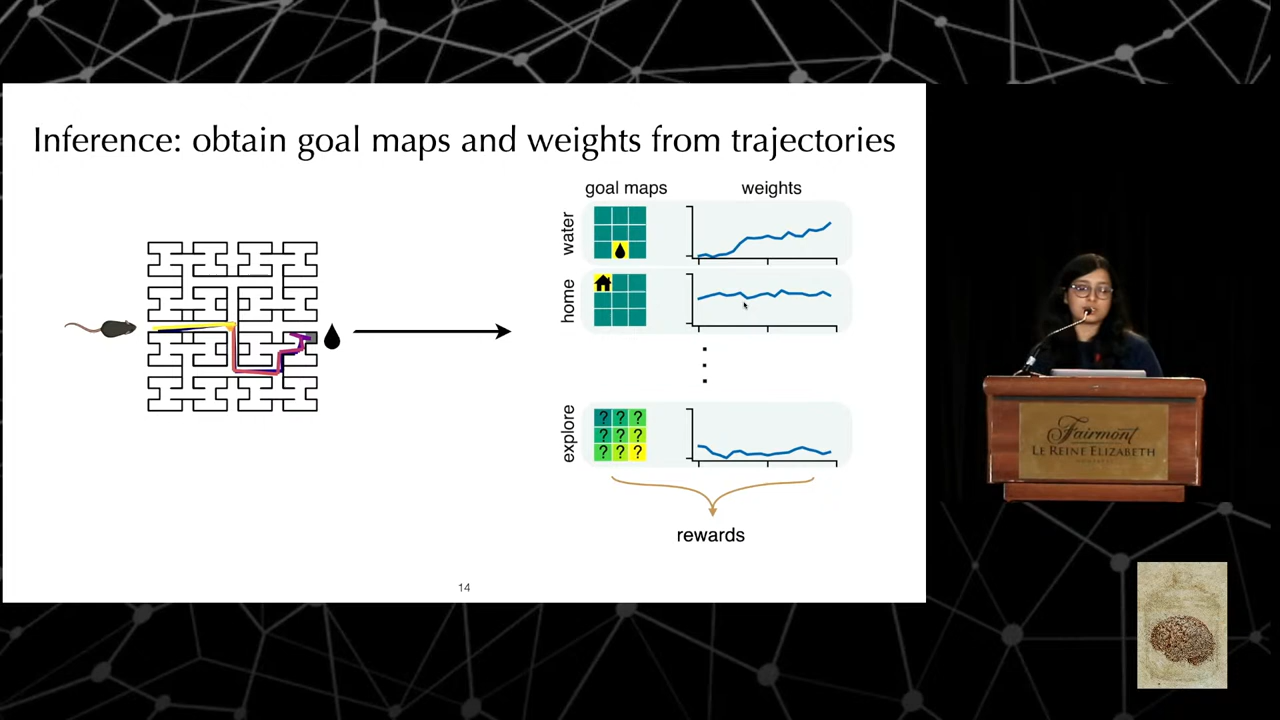 Inference: obtain goal maps and weights from trajectories
goal maps weights
water
home
explore
? ? ?
? ? ?
? ? ?
rewards
14
Fairmont
LE REINE ELIZABETH
MONTRÉAL